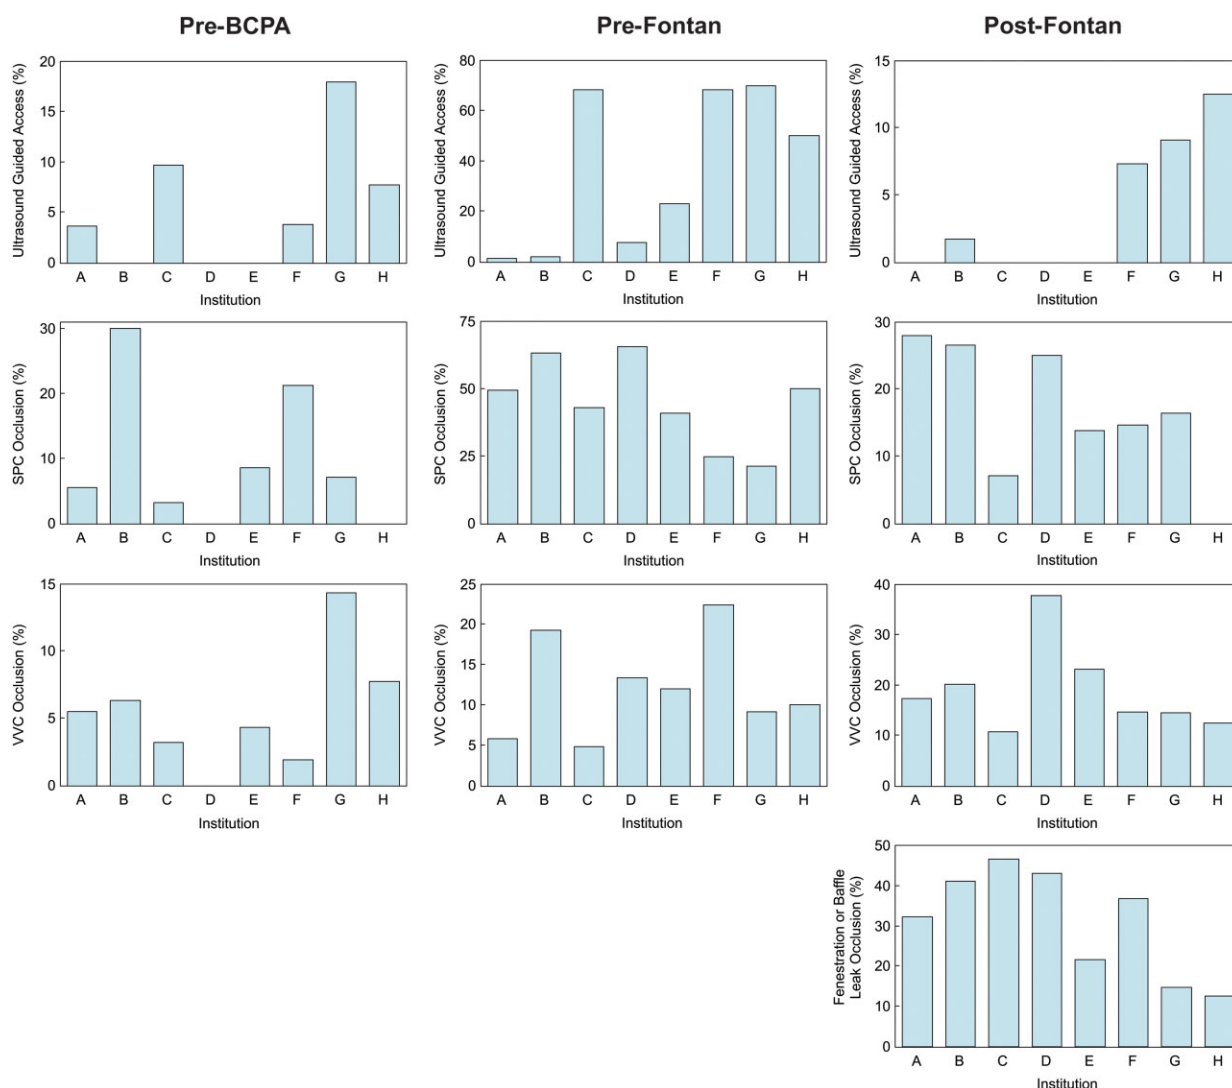 Pre-BCPA
Pre-Fontan
Post-Fontan
Ultrasound Guided Access (%)
20
15
10
5
0
A B C D E F G H
Institution
Ultrasound Guided Access (%)
80
60
40
20
0
A B C D E F G H
Institution
Ultrasound Guided Access (%)
15
10
5
0
A B C D E F G H
Institution
SPC Occlusion (%)
30
20
10
0
A B C D E F G H
Institution
SPC Occlusion (%)
75
50
25
0
A B C D E F G H
Institution
SPC Occlusion (%)
30
20
10
0
A B C D E F G H
Institution
VVC Occlusion (%)
15
10
5
0
A B C D E F G H
Institution
VVC Occlusion (%)
25
20
15
10
5
0
A B C D E F G H
Institution
VVC Occlusion (%)
40
30
20
10
0
A B C D E F G H
Institution
Fenestration or Baffle
Leak Occlusion (%)
50
40
30
20
10
0
A B C D E F G H
Institution